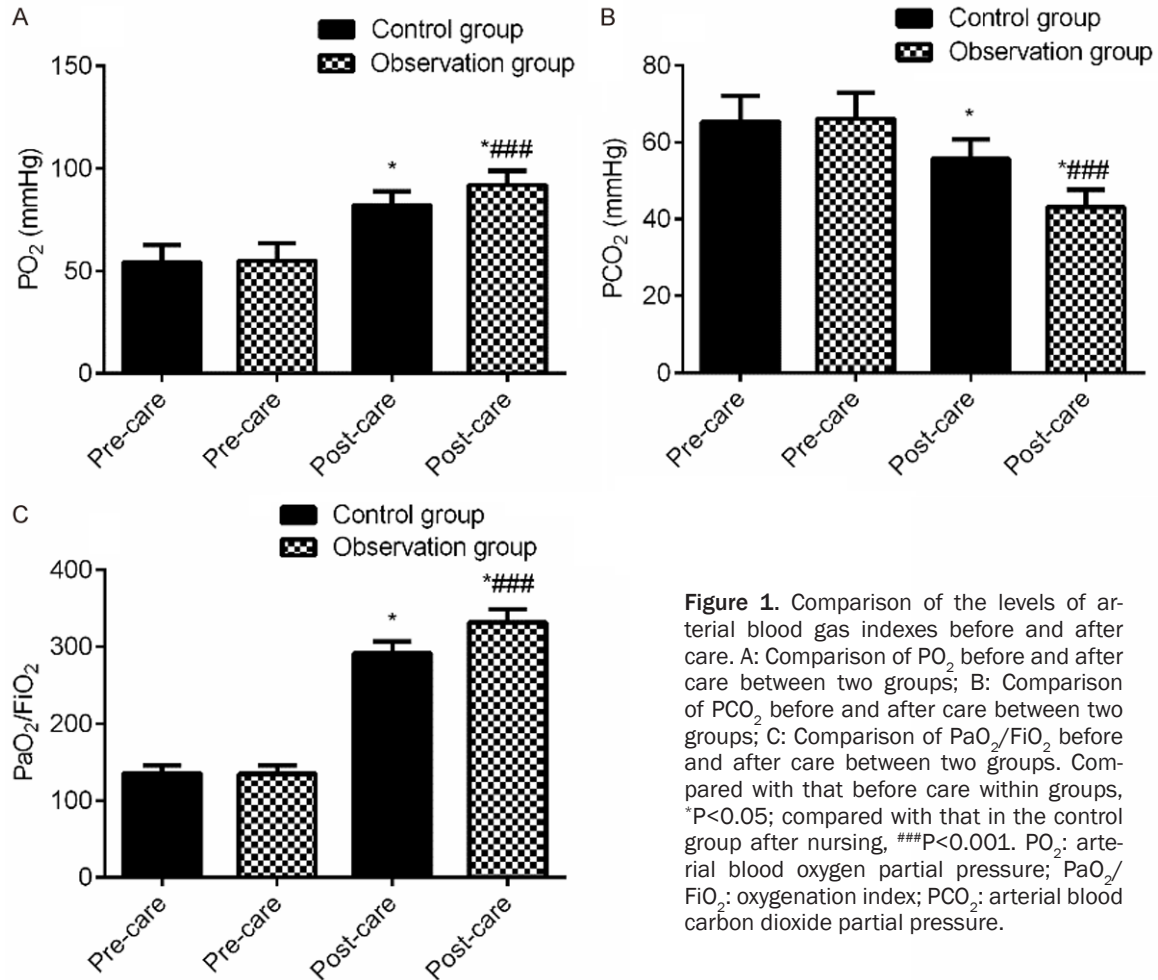 A
Control group
Observation group
150
100
50
0
PO₂ (mmHg)
*
*###
Pre-care
Pre-care
Post-care
Post-care
B
Control group
Observation group
80
60
40
20
0
PCO₂ (mmHg)
*
*###
Pre-care
Pre-care
Post-care
Post-care
C
Control group
Observation group
400
300
200
100
0
PaO₂/FiO₂
*
*###
Pre-care
Pre-care
Post-care
Post-care
Figure 1. Comparison of the levels of ar-
terial blood gas indexes before and after
care. A: Comparison of PO₂ before and after
care between two groups; B: Comparison
of PCO₂ before and after care between two
groups; C: Comparison of PaO₂/FiO₂ before
and after care between two groups. Com-
pared with that before care within groups,
*P<0.05; compared with that in the control
group after nursing, ###P<0.001. PO₂: arte-
rial blood oxygen partial pressure; PaO₂/
FiO₂: oxygenation index; PCO₂: arterial blood
carbon dioxide partial pressure.